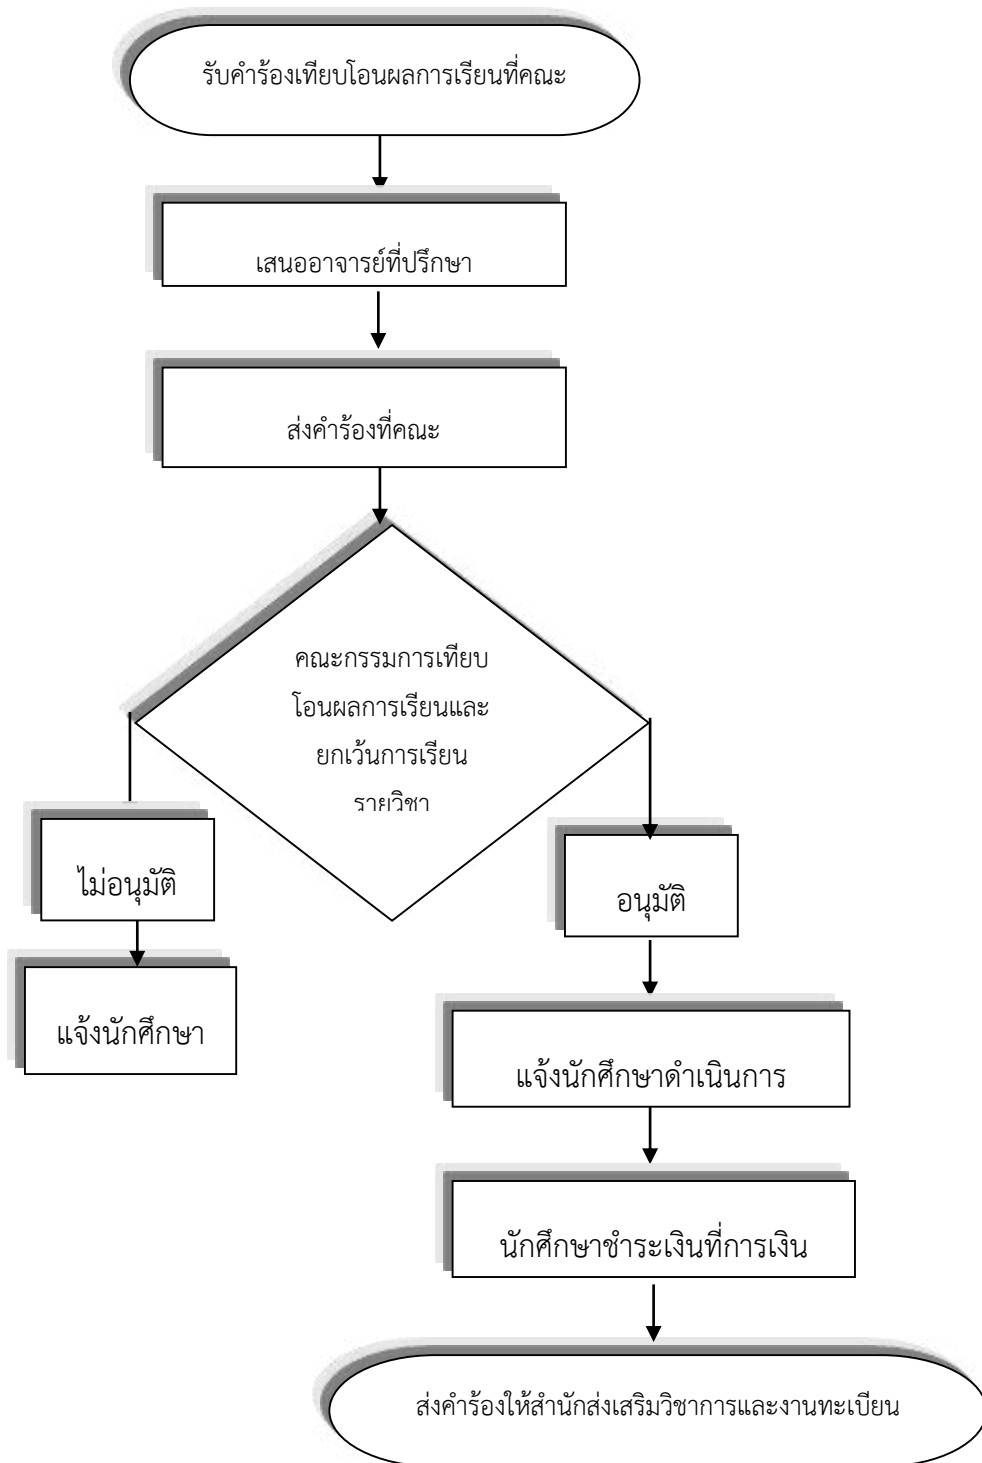 รับคำร้องเทียบโอนผลการเรียนที่คณะ
เสนออาจารย์ที่ปรึกษา
ส่งคำร้องที่คณะ
คณะกรรมการเทียบ
โอนผลการเรียนและ
ยกเว้นการเรียน
รายวิชา
ไม่อนุมัติ
อนุมัติ
แจ้งนักศึกษา
แจ้งนักศึกษาดำเนินการ
นักศึกษาชำระเงินที่การเงิน
ส่งคำร้องให้สำนักส่งเสริมวิชาการและงานทะเบียน